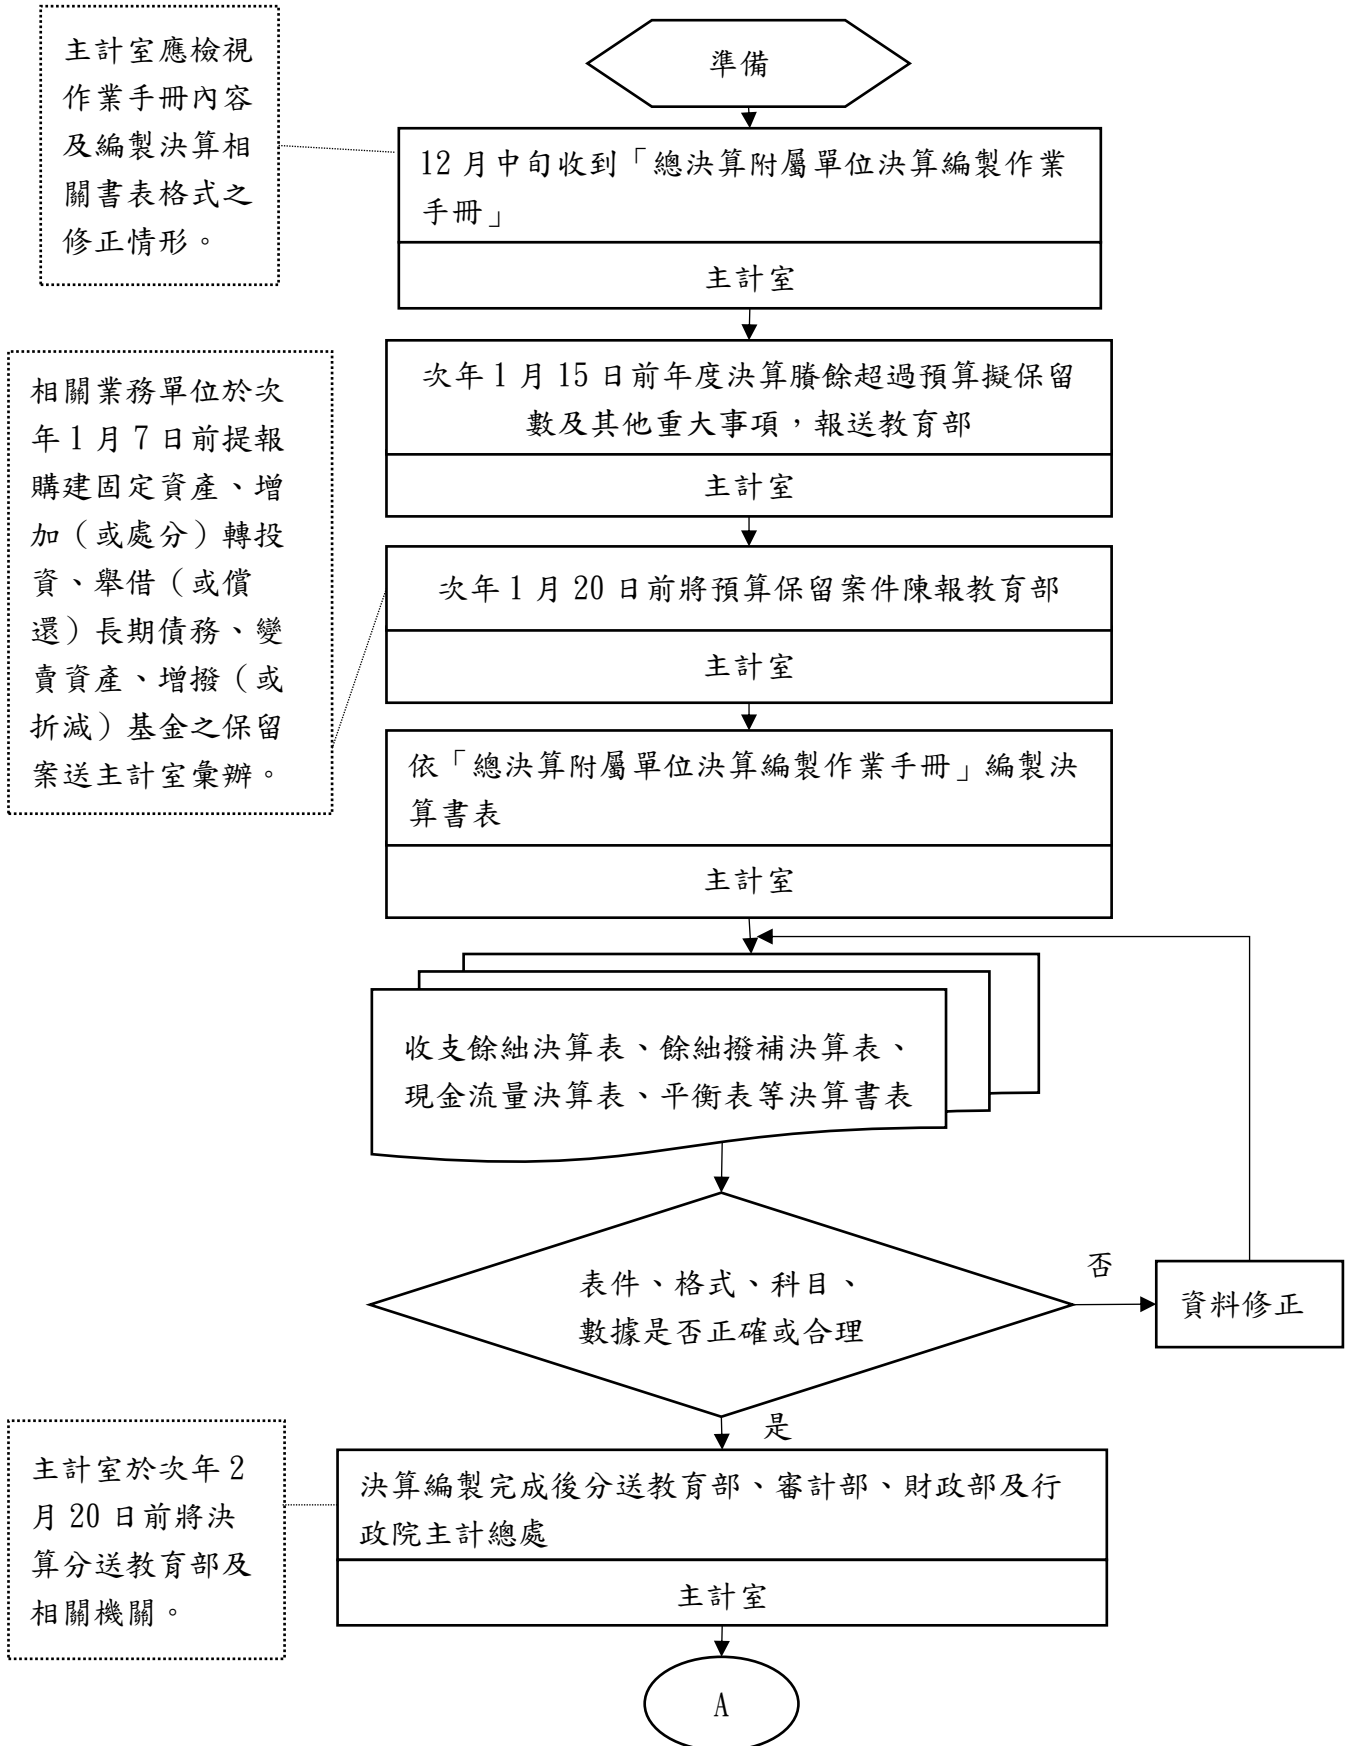 主計室應檢視
作業手冊內容
及編製決算相
關書表格式之
修正情形。
準備
12 月中旬收到「總決算附屬單位決算編製作業
手冊」
主計室
次年 1 月 15 日前年度決算賸餘超過預算擬保留
數及其他重大事項，報送教育部
主計室
相關業務單位於次
年 1 月 7 日前提報
購建固定資產、增
加（或處分）轉投
資、舉借（或償
還）長期債務、變
賣資產、增撥（或
折減）基金之保留
案送主計室彙辦。
次年 1 月 20 日前將預算保留案件陳報教育部
主計室
依「總決算附屬單位決算編製作業手冊」編製決
算書表
主計室
收支餘絀決算表、餘絀撥補決算表、
現金流量決算表、平衡表等決算書表
表件、格式、科目、
數據是否正確或合理
否
資料修正
是
主計室於次年 2
月 20 日前將決
算分送教育部及
相關機關。
決算編製完成後分送教育部、審計部、財政部及行
政院主計總處
主計室
A